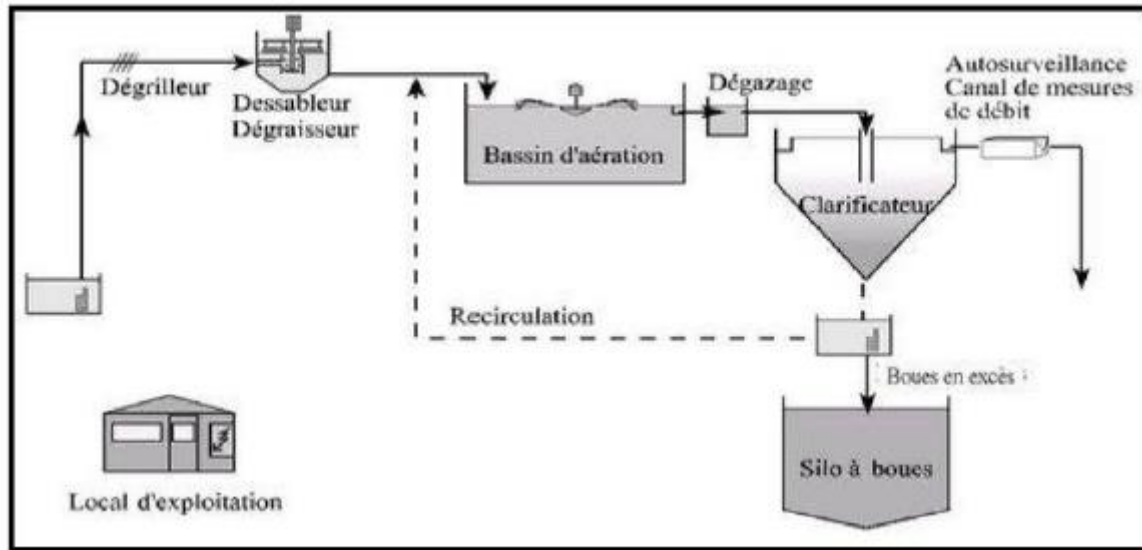 Dégrilleur
Dessableur
Dégraisseur
Bassin d'aération
Dégazage
Autosurveillance
Canal de mesures
de débit
Clarificateur
Recirculation
Boues en excès
Silo à boues
Local d'exploitation